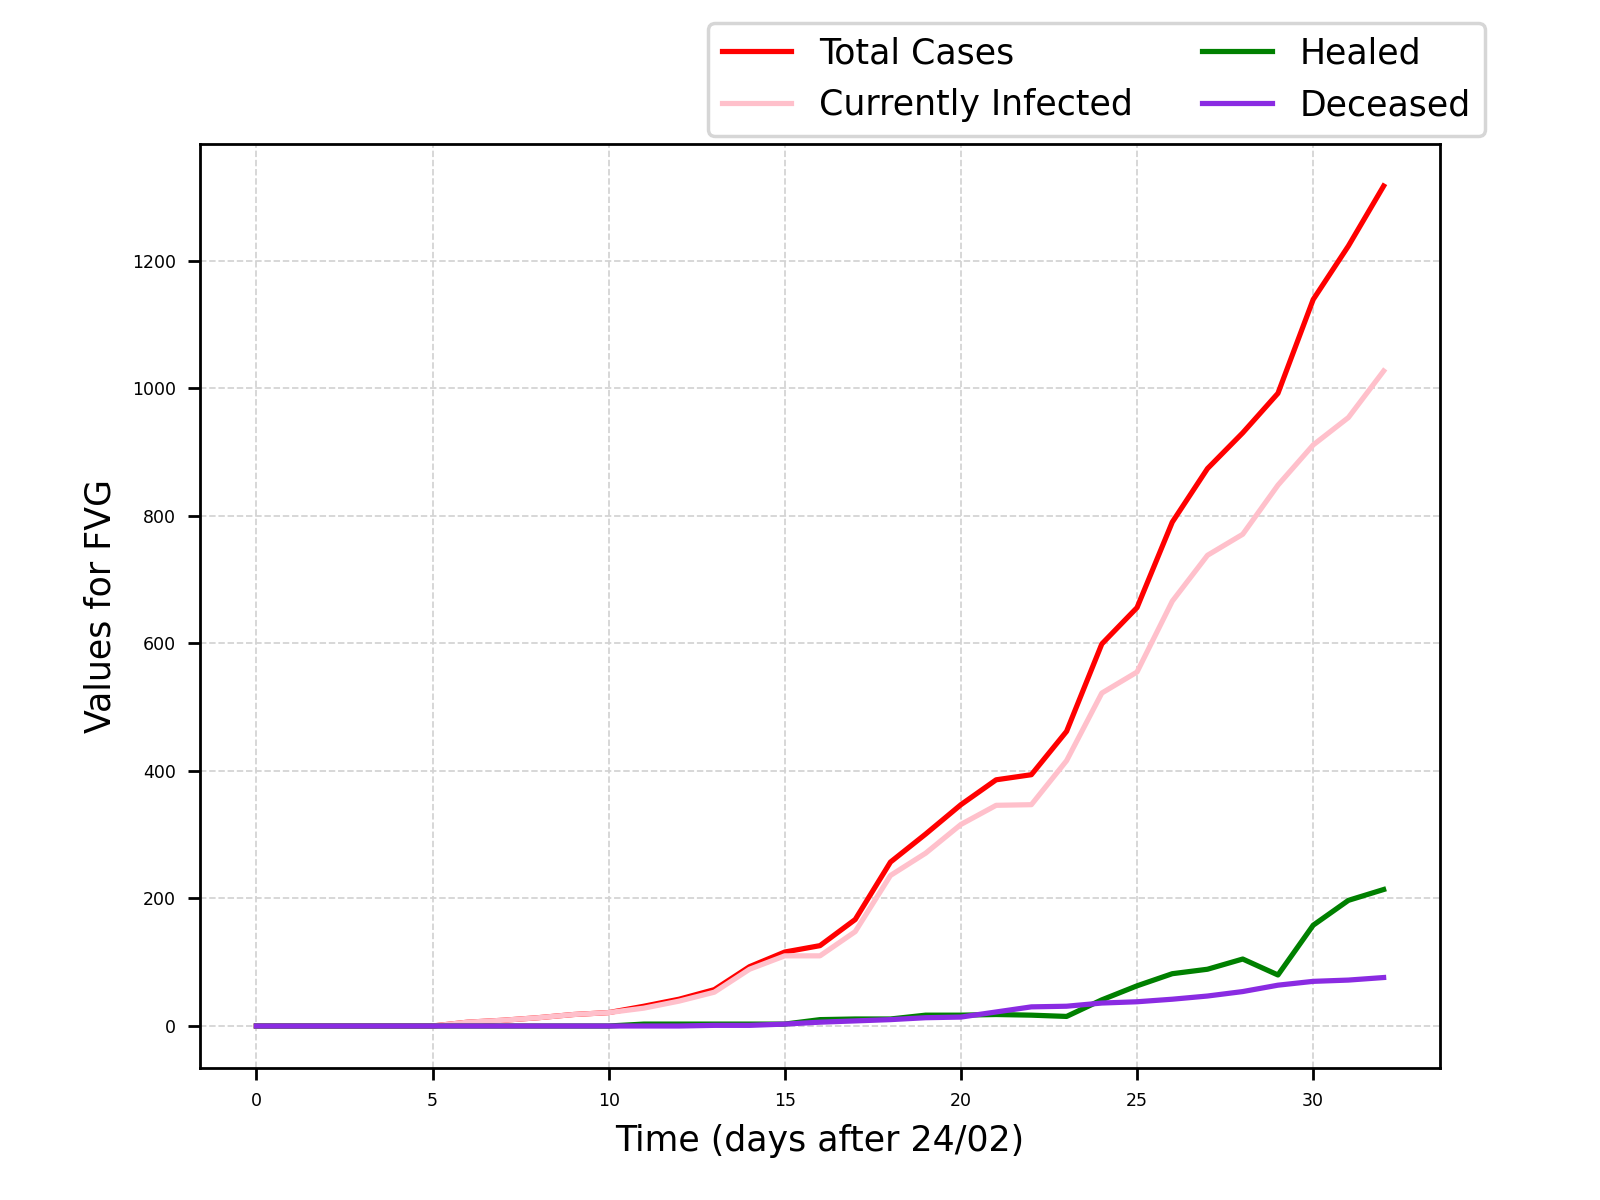 Total Cases
Currently Infected
Healed
Deceased
1200
1000
800
600
400
200
0
Values for FVG
0 5 10 15 20 25 30
Time (days after 24/02)